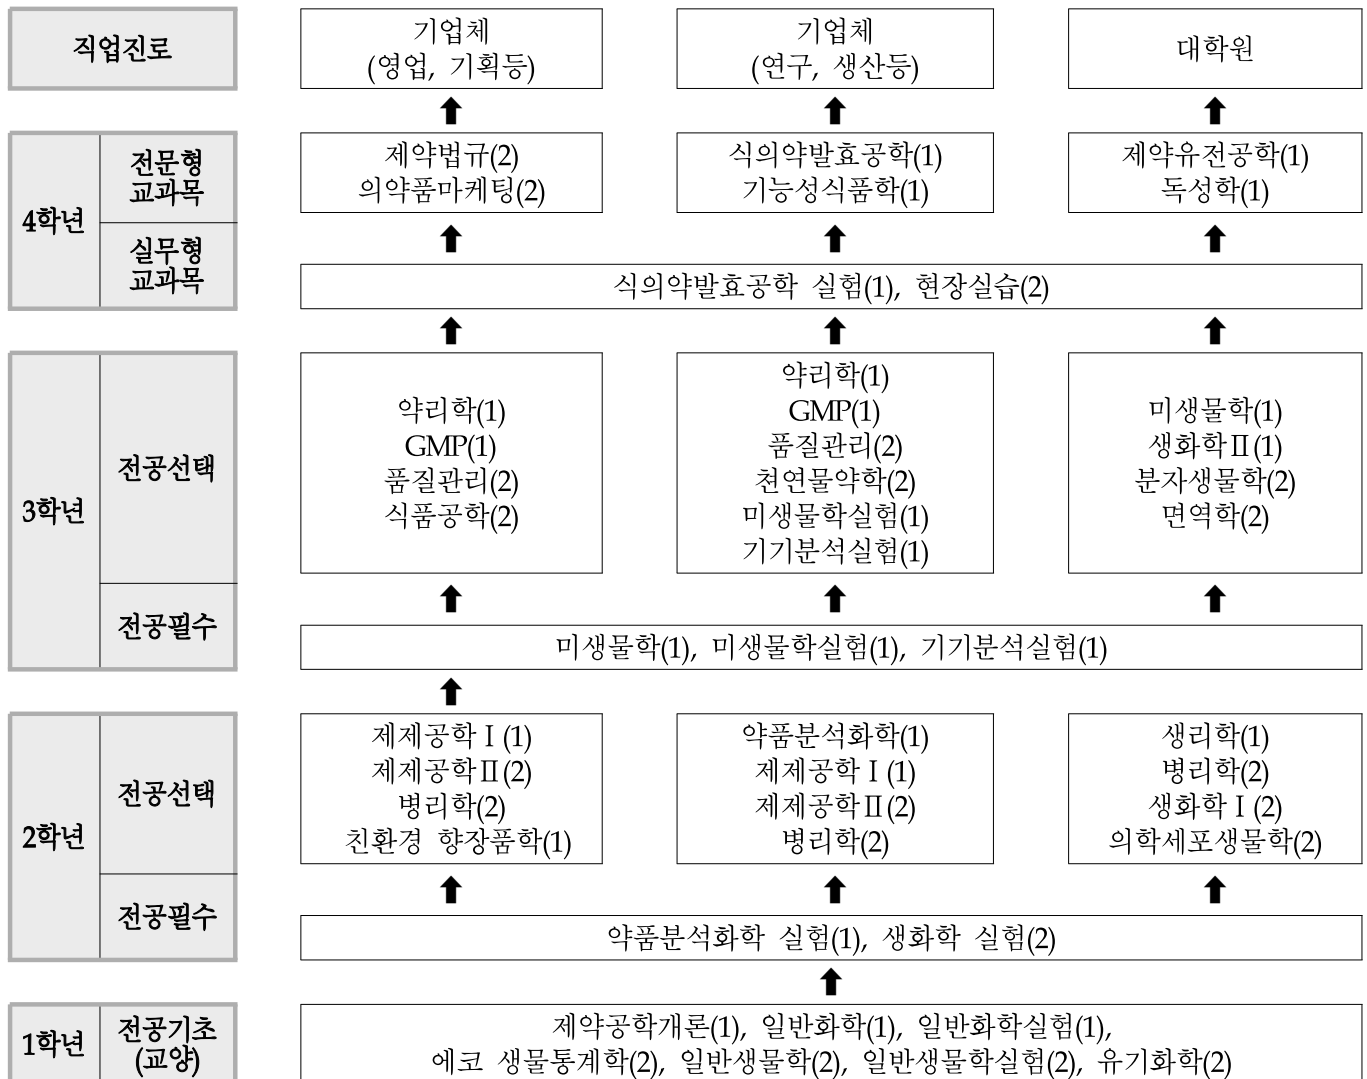 직업진로
기업체
(영업, 기획등)
기업체
(연구, 생산등)
대학원
4학년
전문형
교과목
제약법규(2)
의약품마케팅(2)
식의약발효공학(1)
기능성식품학(1)
제약유전공학(1)
독성학(1)
실무형
교과목
식의약발효공학 실험(1), 현장실습(2)
3학년
전공선택
약리학(1)
GMP(1)
품질관리(2)
식품공학(2)
약리학(1)
GMP(1)
품질관리(2)
천연물약학(2)
미생물학실험(1)
기기분석실험(1)
미생물학(1)
생화학Ⅱ(1)
분자생물학(2)
면역학(2)
전공필수
미생물학(1), 미생물학실험(1), 기기분석실험(1)
2학년
전공선택
제제공학Ⅰ(1)
제제공학Ⅱ(2)
병리학(2)
친환경 향장품학(1)
약품분석화학(1)
제제공학Ⅰ(1)
제제공학Ⅱ(2)
병리학(2)
생리학(1)
병리학(2)
생화학Ⅰ(2)
의학세포생물학(2)
전공필수
약품분석화학 실험(1), 생화학 실험(2)
1학년
전공기초
(교양)
제약공학개론(1), 일반화학(1), 일반화학실험(1),
에코 생물통계학(2), 일반생물학(2), 일반생물학실험(2), 유기화학(2)